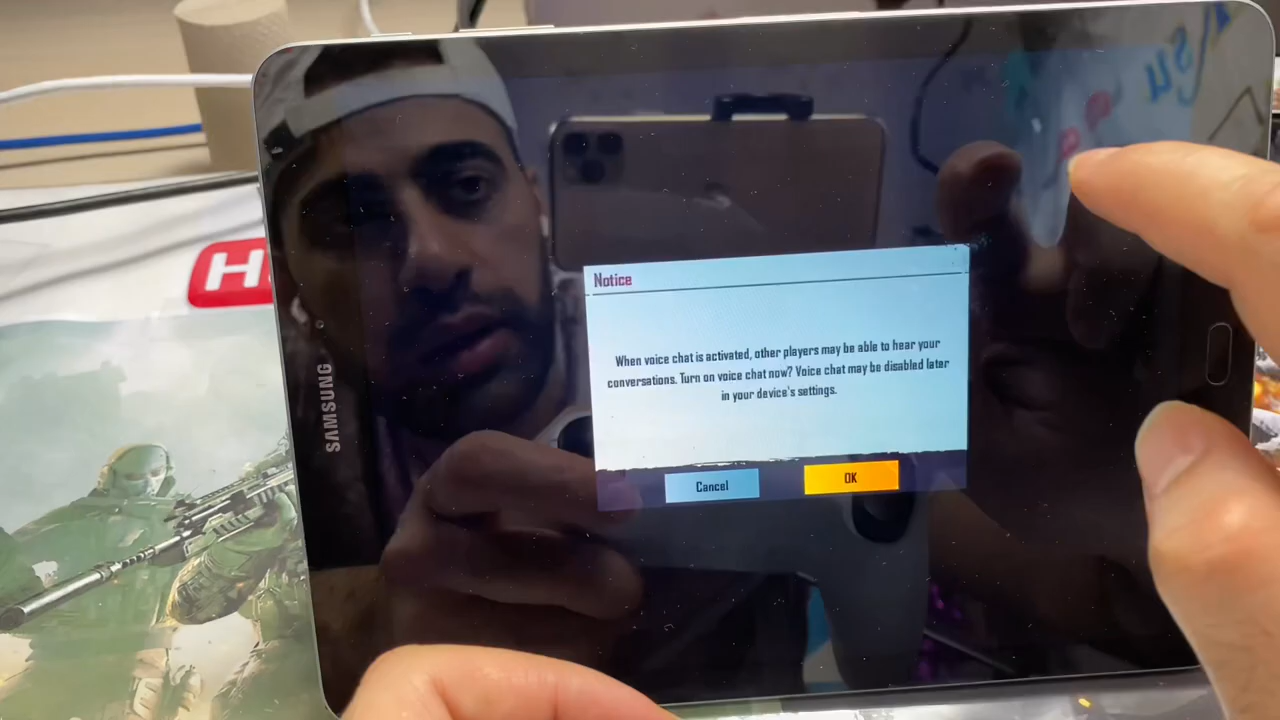 Notice
When voice chat is activated, other players may be able to hear your
conversations. Turn on voice chat now? Voice chat may be disabled later
in your device's settings.
Cancel
OK
SAMSUNG